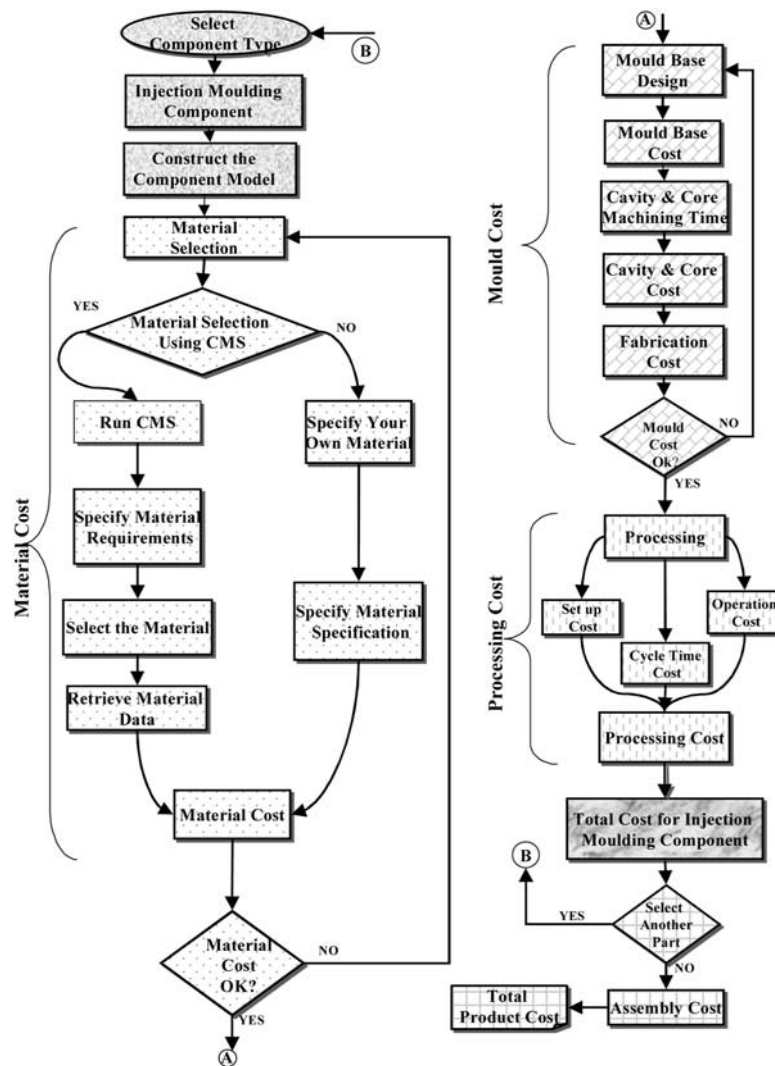 Select
Component Type
B
Injection Moulding
Component
Construct the
Component Model
Material
Selection
YES
Material Selection
Using CMS
NO
Run CMS
Specify Your
Own Material
Specify Material
Requirements
Select the Material
Specify Material
Specification
Retrieve Material
Data
Material Cost
Material Cost
Material
Cost
OK?
NO
YES
A
A
Mould Base
Design
Mould Base
Cost
Cavity & Core
Machining Time
Cavity & Core
Cost
Fabrication
Cost
Mould Cost
Mould
Cost
Ok?
NO
YES
Processing
Set up
Cost
Operation
Cost
Cycle Time
Cost
Processing Cost
Processing Cost
Total Cost for Injection
Moulding Component
B
YES
Select
Another
Part
NO
Assembly Cost
Total
Product Cost